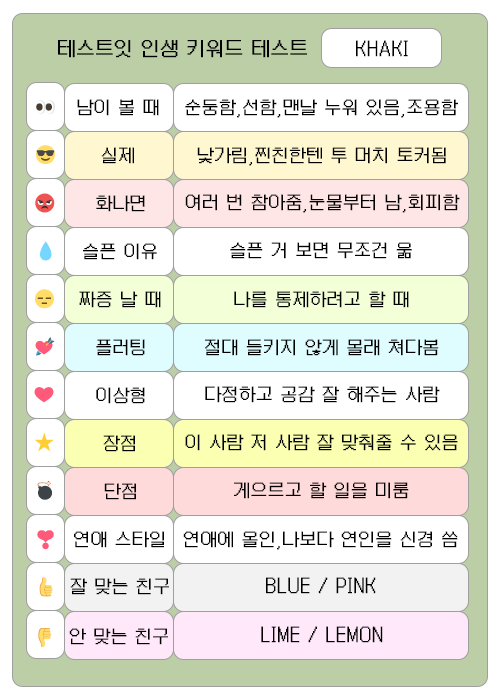 테스트잇 인생 키워드 테스트 KHAKI
남이 볼 때 순둥함,선함,맨날 누워 있음,조용함
실제 낯가림,찐친한텐 투 머치 토커됨
화나면 여러 번 참아줌,눈물부터 남,회피함
슬픈 이유 슬픈 거 보면 무조건 욺
짜증 날 때 나를 통제하려고 할 때
플러팅 절대 들키지 않게 몰래 쳐다봄
이상형 다정하고 공감 잘 해주는 사람
장점 이 사람 저 사람 잘 맞춰줄 수 있음
단점 게으르고 할 일을 미룸
연애 스타일 연애에 올인,나보다 연인을 신경 씀
잘 맞는 친구 BLUE / PINK
안 맞는 친구 LIME / LEMON